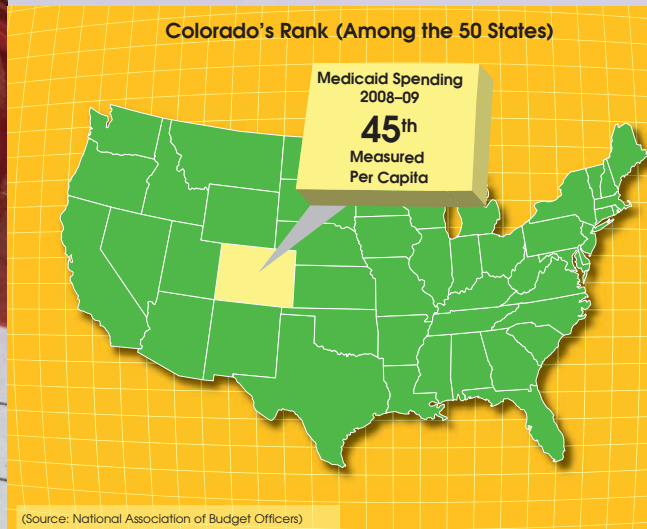 Colorado's Rank (Among the 50 States)
Medicaid Spending
2008–09
45th
Measured
Per Capita
(Source: National Association of Budget Officers)